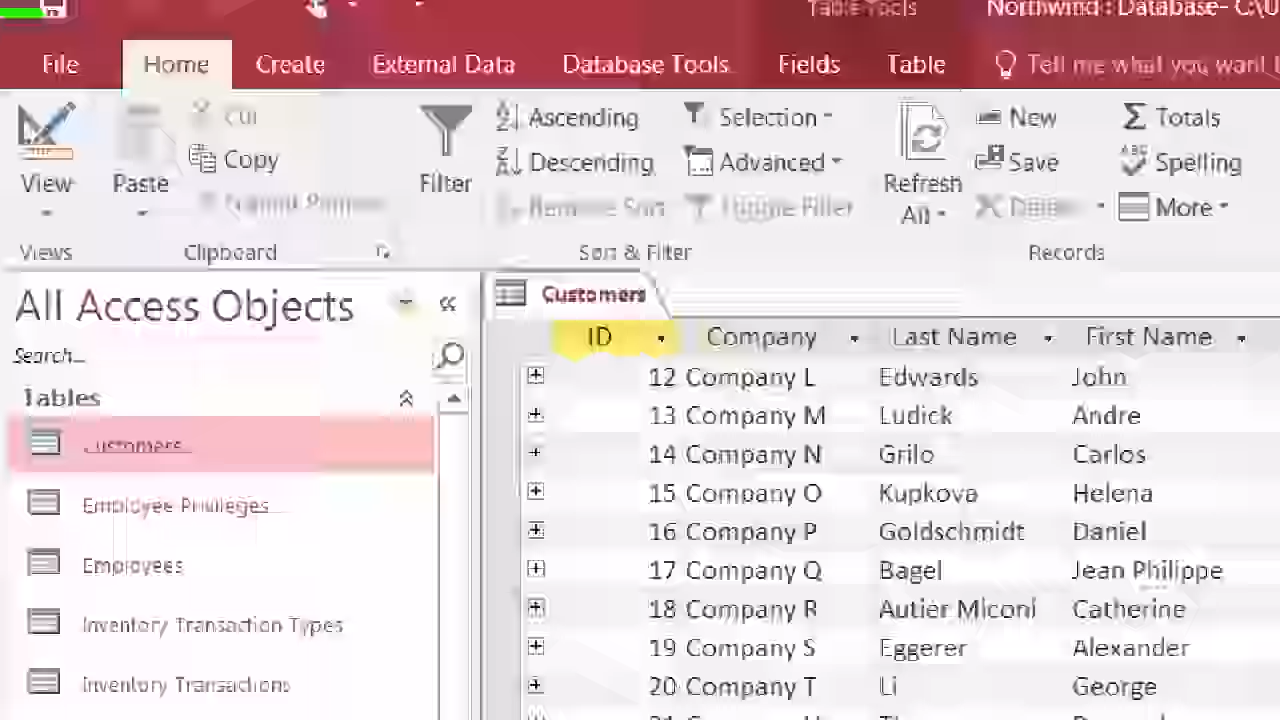 Table Tools Northwind : Database- C:\U
File Home Create External Data Database Tools Fields Table Tell me what you want
View Paste Cut Copy Filter Ascending Descending Selection Advanced Refresh All New Save Totals Spelling More
Views Clipboard Sort & Filter Records
All Access Objects
Search...
Tables
Customers
Employee Privileges
Employees
Inventory Transaction Types
Inventory Transactions
Customers
ID Company Last Name First Name
12 Company L Edwards John
13 Company M Ludick Andre
14 Company N Grilo Carlos
15 Company O Kupkova Helena
16 Company P Goldschmidt Daniel
17 Company Q Bagel Jean Philippe
18 Company R Autier Miconi Catherine
19 Company S Eggerer Alexander
20 Company T Li George